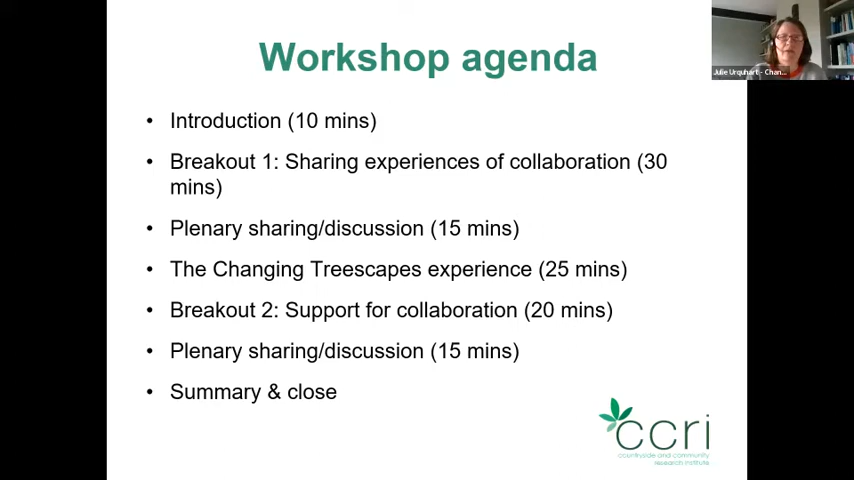 Workshop agenda
Julie Urquhart - Chan...
• Introduction (10 mins)
• Breakout 1: Sharing experiences of collaboration (30
mins)
• Plenary sharing/discussion (15 mins)
• The Changing Treescapes experience (25 mins)
• Breakout 2: Support for collaboration (20 mins)
• Plenary sharing/discussion (15 mins)
• Summary & close
ccri
countryside and community
research institute